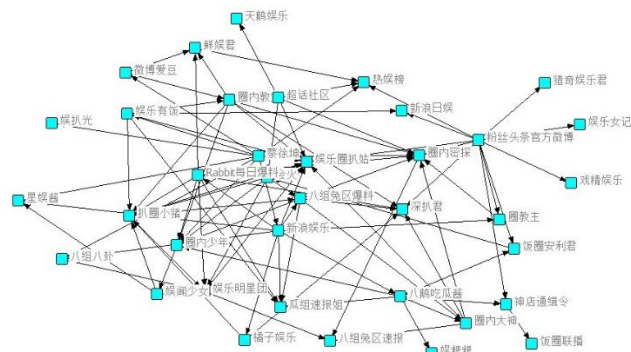 天鹅娱乐
鲜娱君
微博爱豆
热娱榜
猎奇娱乐君
圈内教
超话社区
娱乐有饭
新浪日娱
娱扒光
娱乐女记
粉丝头条官方微博
蔡徐坤
娱乐圈扒姑
圈内密探
Rabbit每日爆料
戏精娱乐
星娱酱
八组兔区爆料
扒圈小猪
深扒君
圈教主
新浪娱乐
圈内少年
饭圈安利君
八组八卦
娱闻少女
娱乐明星团
八鹅吃瓜酱
瓜组速报姐
神店通缉令
圈内大神
橘子娱乐
八组兔区速报
饭圈联播